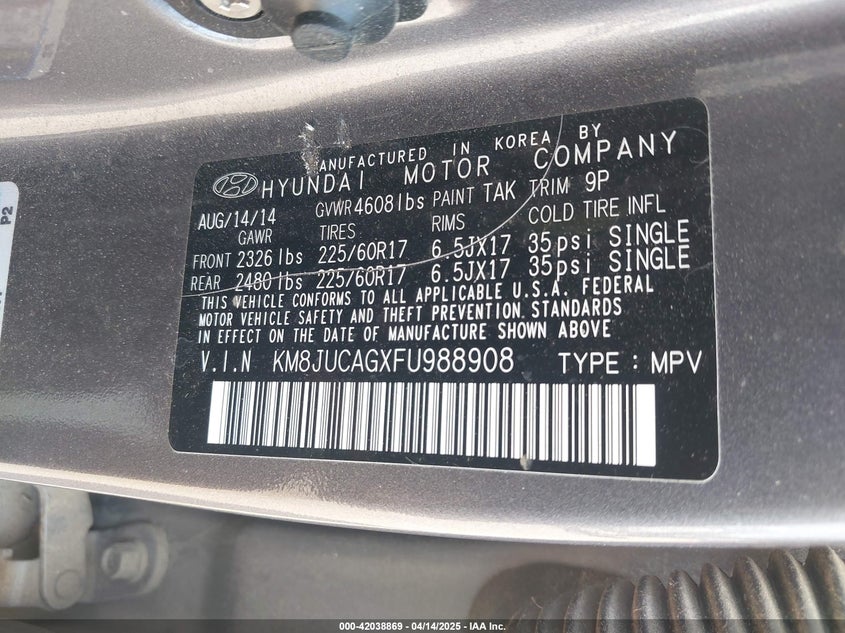 MANUFACTURED IN KOREA BY
HYUNDAI MOTOR COMPANY
AUG/14/14 GVWR 4608 lbs PAINT TAK TRIM 9P
GAWR TIRES RIMS COLD TIRE INFL
FRONT 2326 lbs 225/60R17 6.5JX17 35psi SINGLE
REAR 2480 lbs 225/60R17 6.5JX17 35psi SINGLE
THIS VEHICLE CONFORMS TO ALL APPLICABLE U.S.A. FEDERAL
MOTOR VEHICLE SAFETY AND THEFT PREVENTION STANDARDS
IN EFFECT ON THE DATE OF MANUFACTURE SHOWN ABOVE
V.I.N KM8JUCAGXFU988908 TYPE : MPV
P2
000-42038869 04/14/2025 - IAA Inc.